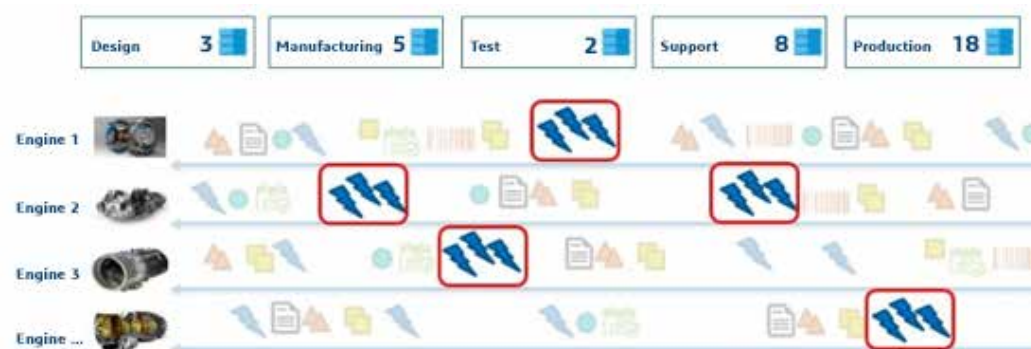 Design 3
Manufacturing 5
Test 2
Support 8
Production 18
Engine 1
Engine 2
Engine 3
Engine ...